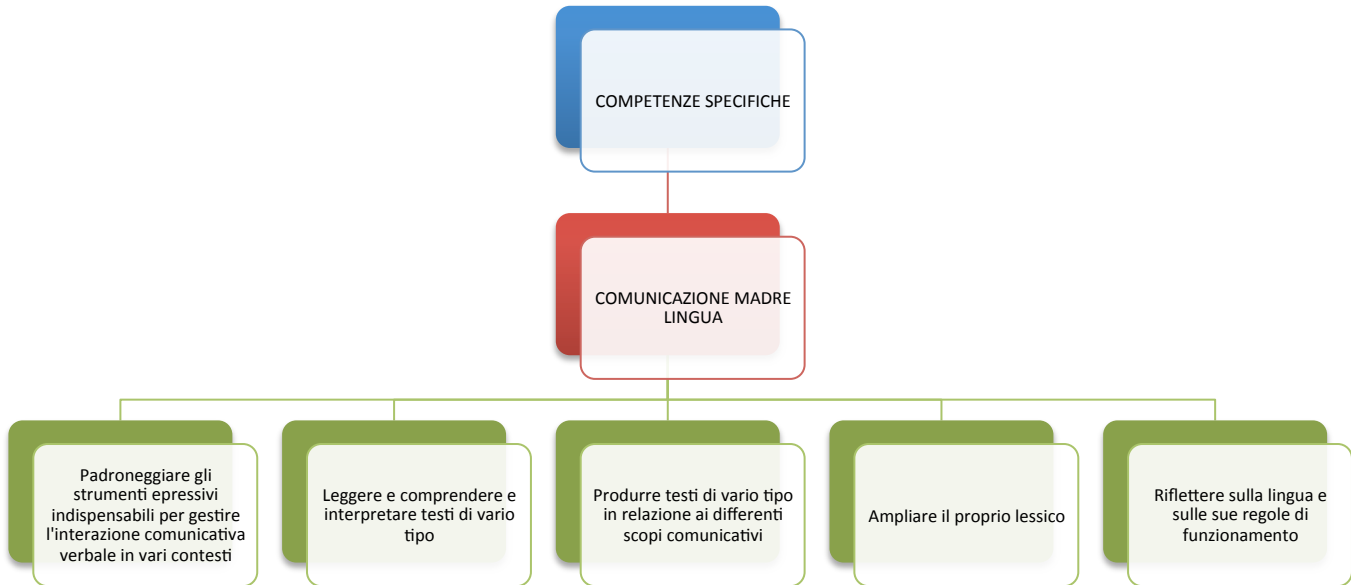 COMPETENZE SPECIFICHE
COMUNICAZIONE MADRE
LINGUA
Padroneggiare gli
strumenti epressivi
indispensabili per gestire
l'interazione comunicativa
verbale in vari contesti
Leggere e comprendere e
interpretare testi di vario
tipo
Produrre testi di vario tipo
in relazione ai differenti
scopi comunicativi
Ampliare il proprio lessico
Riflettere sulla lingua e
sulle sue regole di
funzionamento